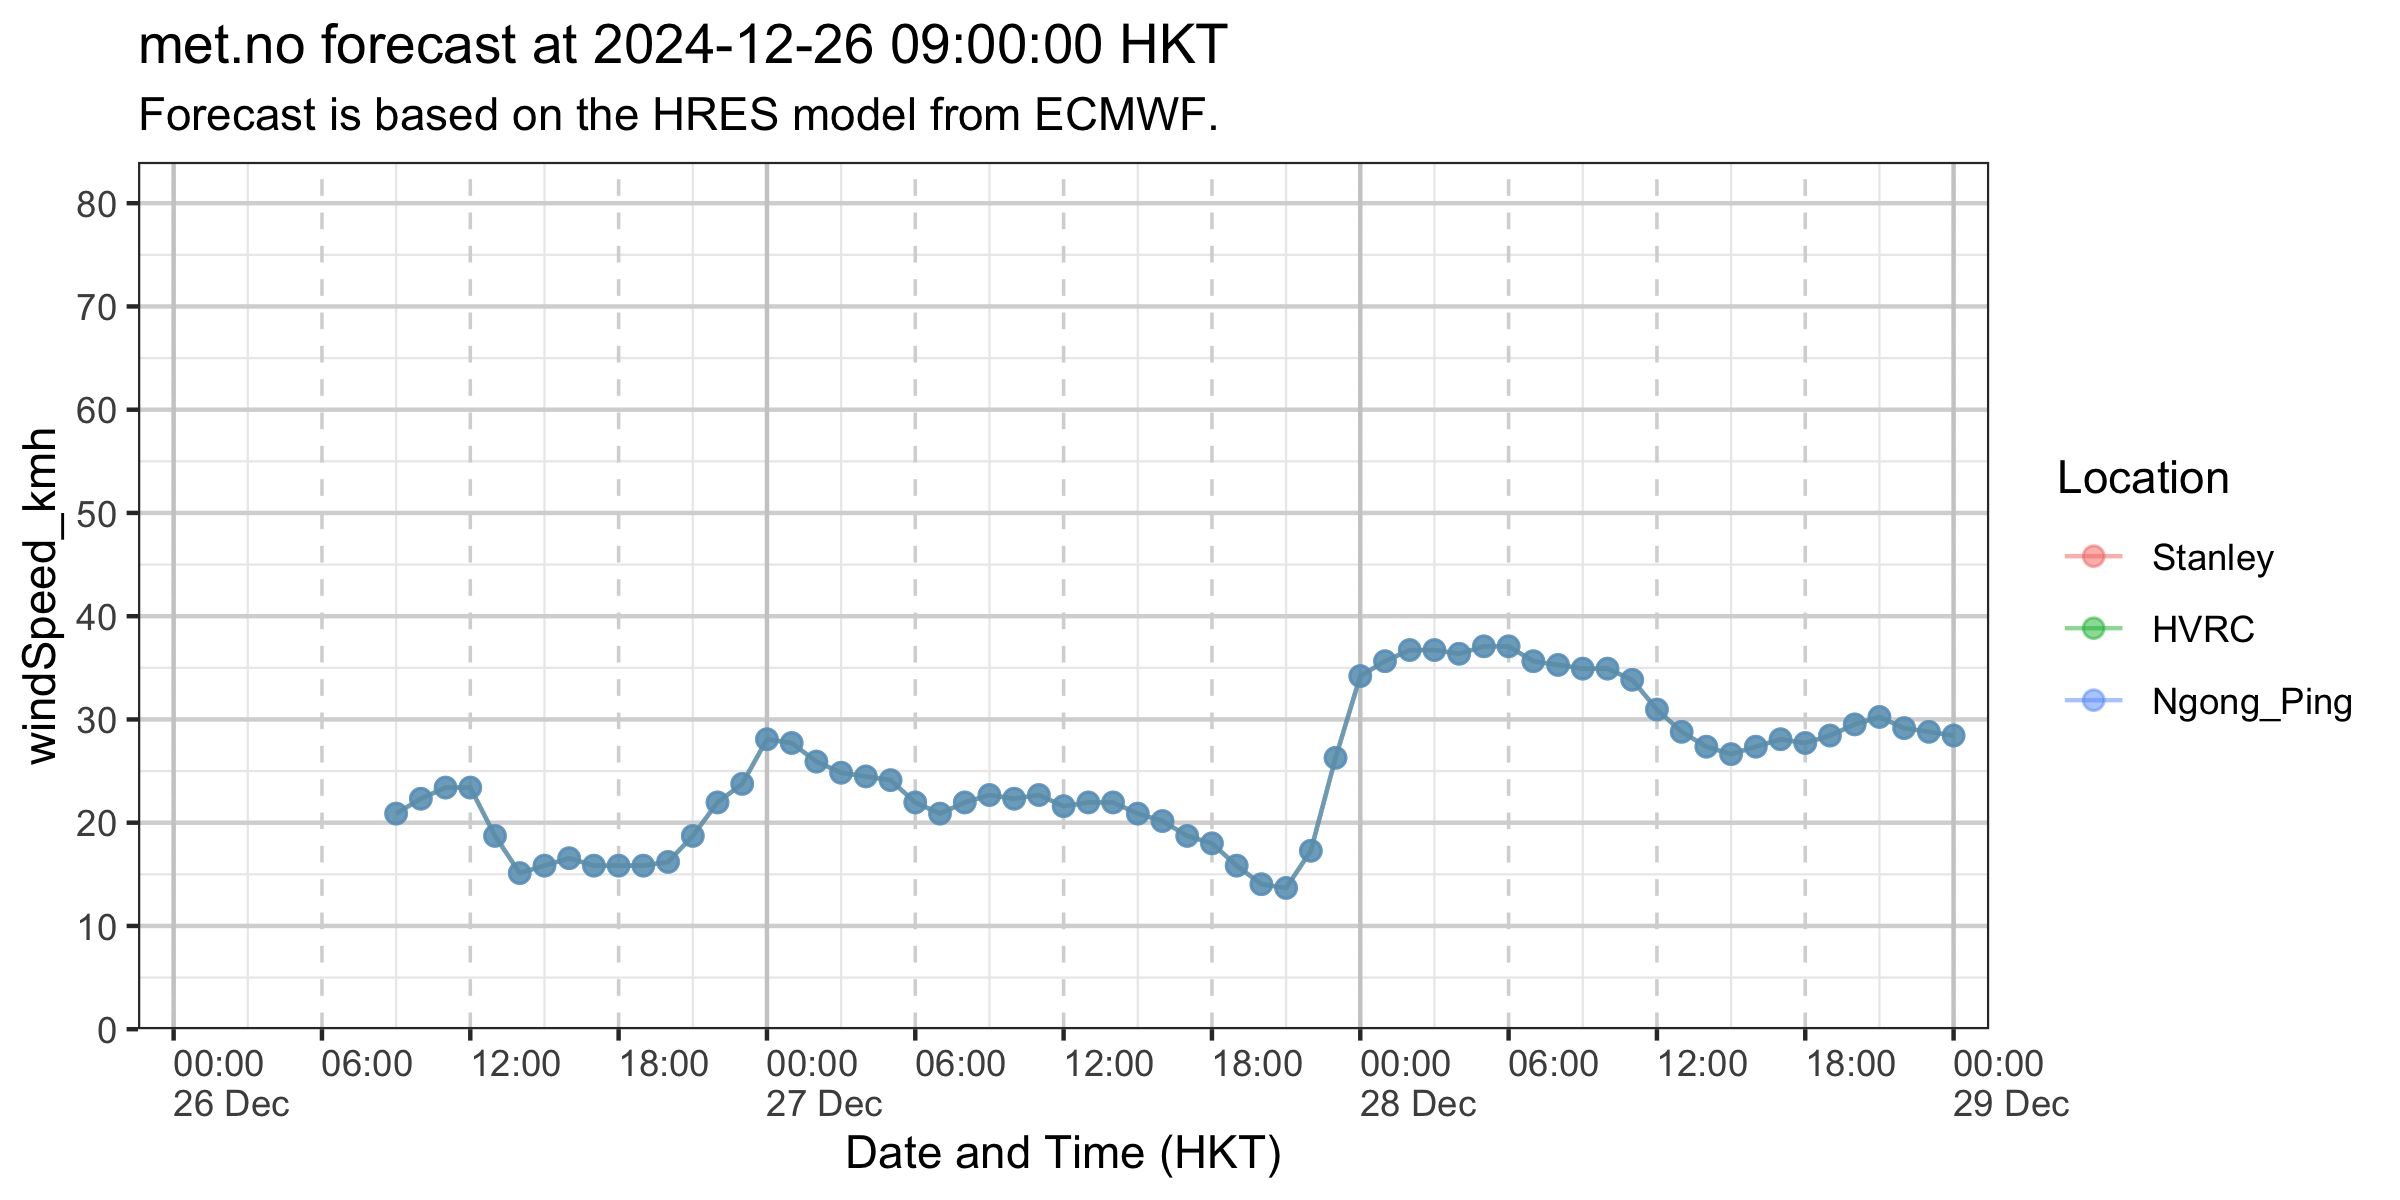 met.no forecast at 2024-12-26 09:00:00 HKT
Forecast is based on the HRES model from ECMWF.
windSpeed_kmh
80
70
60
50
40
30
20
10
0
00:00 06:00 12:00 18:00 00:00 06:00 12:00 18:00 00:00 06:00 12:00 18:00 00:00
26 Dec 27 Dec 28 Dec 29 Dec
Date and Time (HKT)
Location
Stanley
HVRC
Ngong_Ping